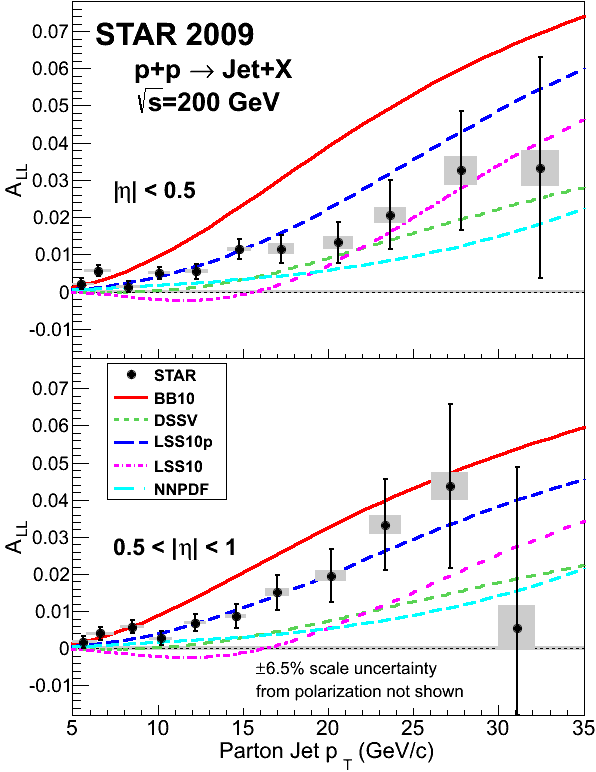 STAR 2009
p+p → Jet+X
√s=200 GeV
|η| < 0.5
A_LL
0.07
0.06
0.05
0.04
0.03
0.02
0.01
0
-0.01
STAR
BB10
DSSV
LSS10p
LSS10
NNPDF
0.5 < |η| < 1
A_LL
0.07
0.06
0.05
0.04
0.03
0.02
0.01
0
-0.01
±6.5% scale uncertainty
from polarization not shown
5 10 15 20 25 30 35
Parton Jet p_T (GeV/c)